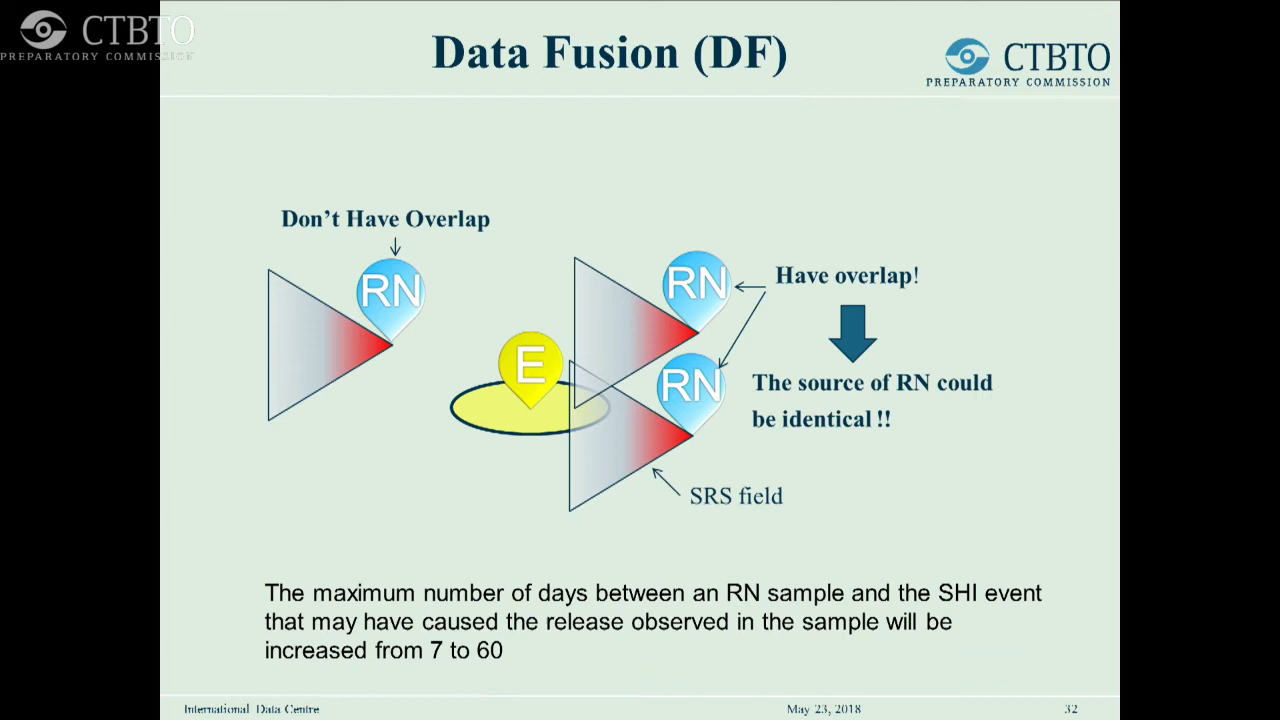 CTBTO
PREPARATORY COMMISSION
Data Fusion (DF)
CTBTO
PREPARATORY COMMISSION
Don't Have Overlap
RN
RN
Have overlap!
E
RN
The source of RN could
be identical !!
SRS field
The maximum number of days between an RN sample and the SHI event
that may have caused the release observed in the sample will be
increased from 7 to 60
International Data Centre
May 23, 2018
32